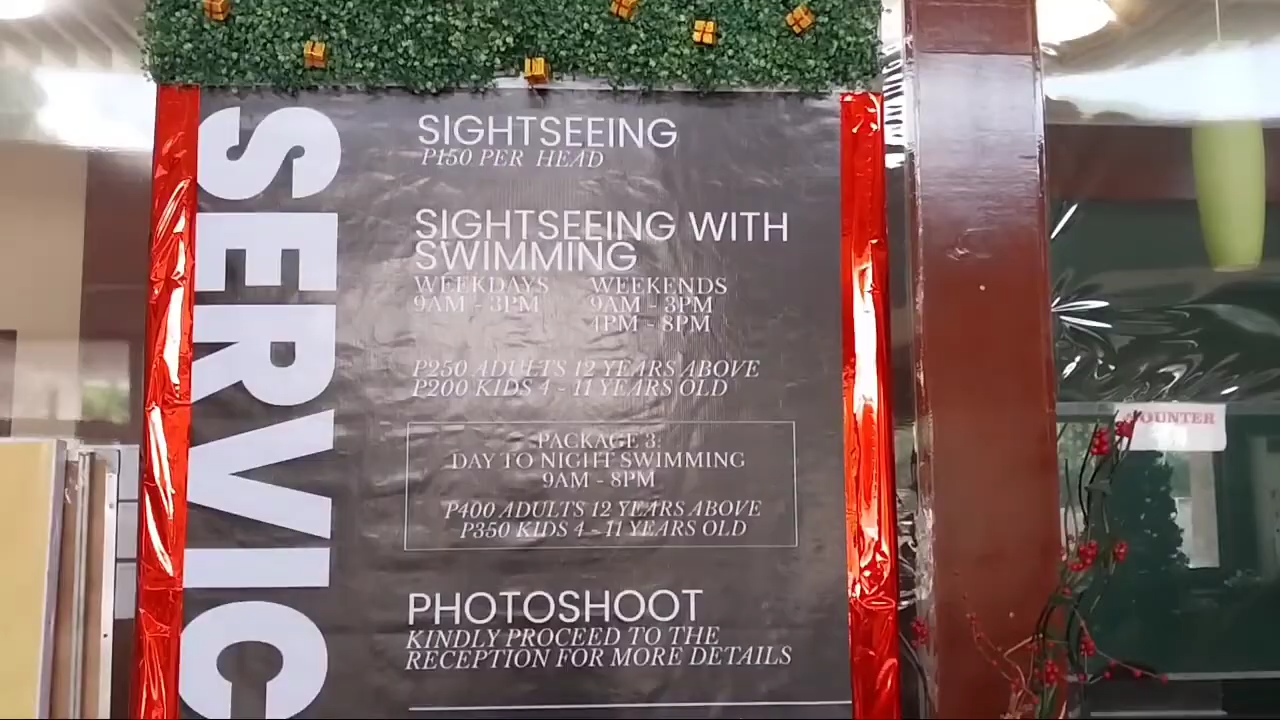 SERVIC
SIGHTSEEING
P150 PER HEAD
SIGHTSEEING WITH
SWIMMING
WEEKDAYS WEEKENDS
9AM - 3PM 9AM - 3PM
1PM - 8PM
P250 ADULTS 12 YEARS ABOVE
P200 KIDS 4 - 11 YEARS OLD
PACKAGE 3:
DAY TO NIGHT SWIMMING
9AM - 8PM
P400 ADULTS 12 YEARS ABOVE
P350 KIDS 4 - 11 YEARS OLD
PHOTOSHOOT
KINDLY PROCEED TO THE
RECEPTION FOR MORE DETAILS
COUNTER